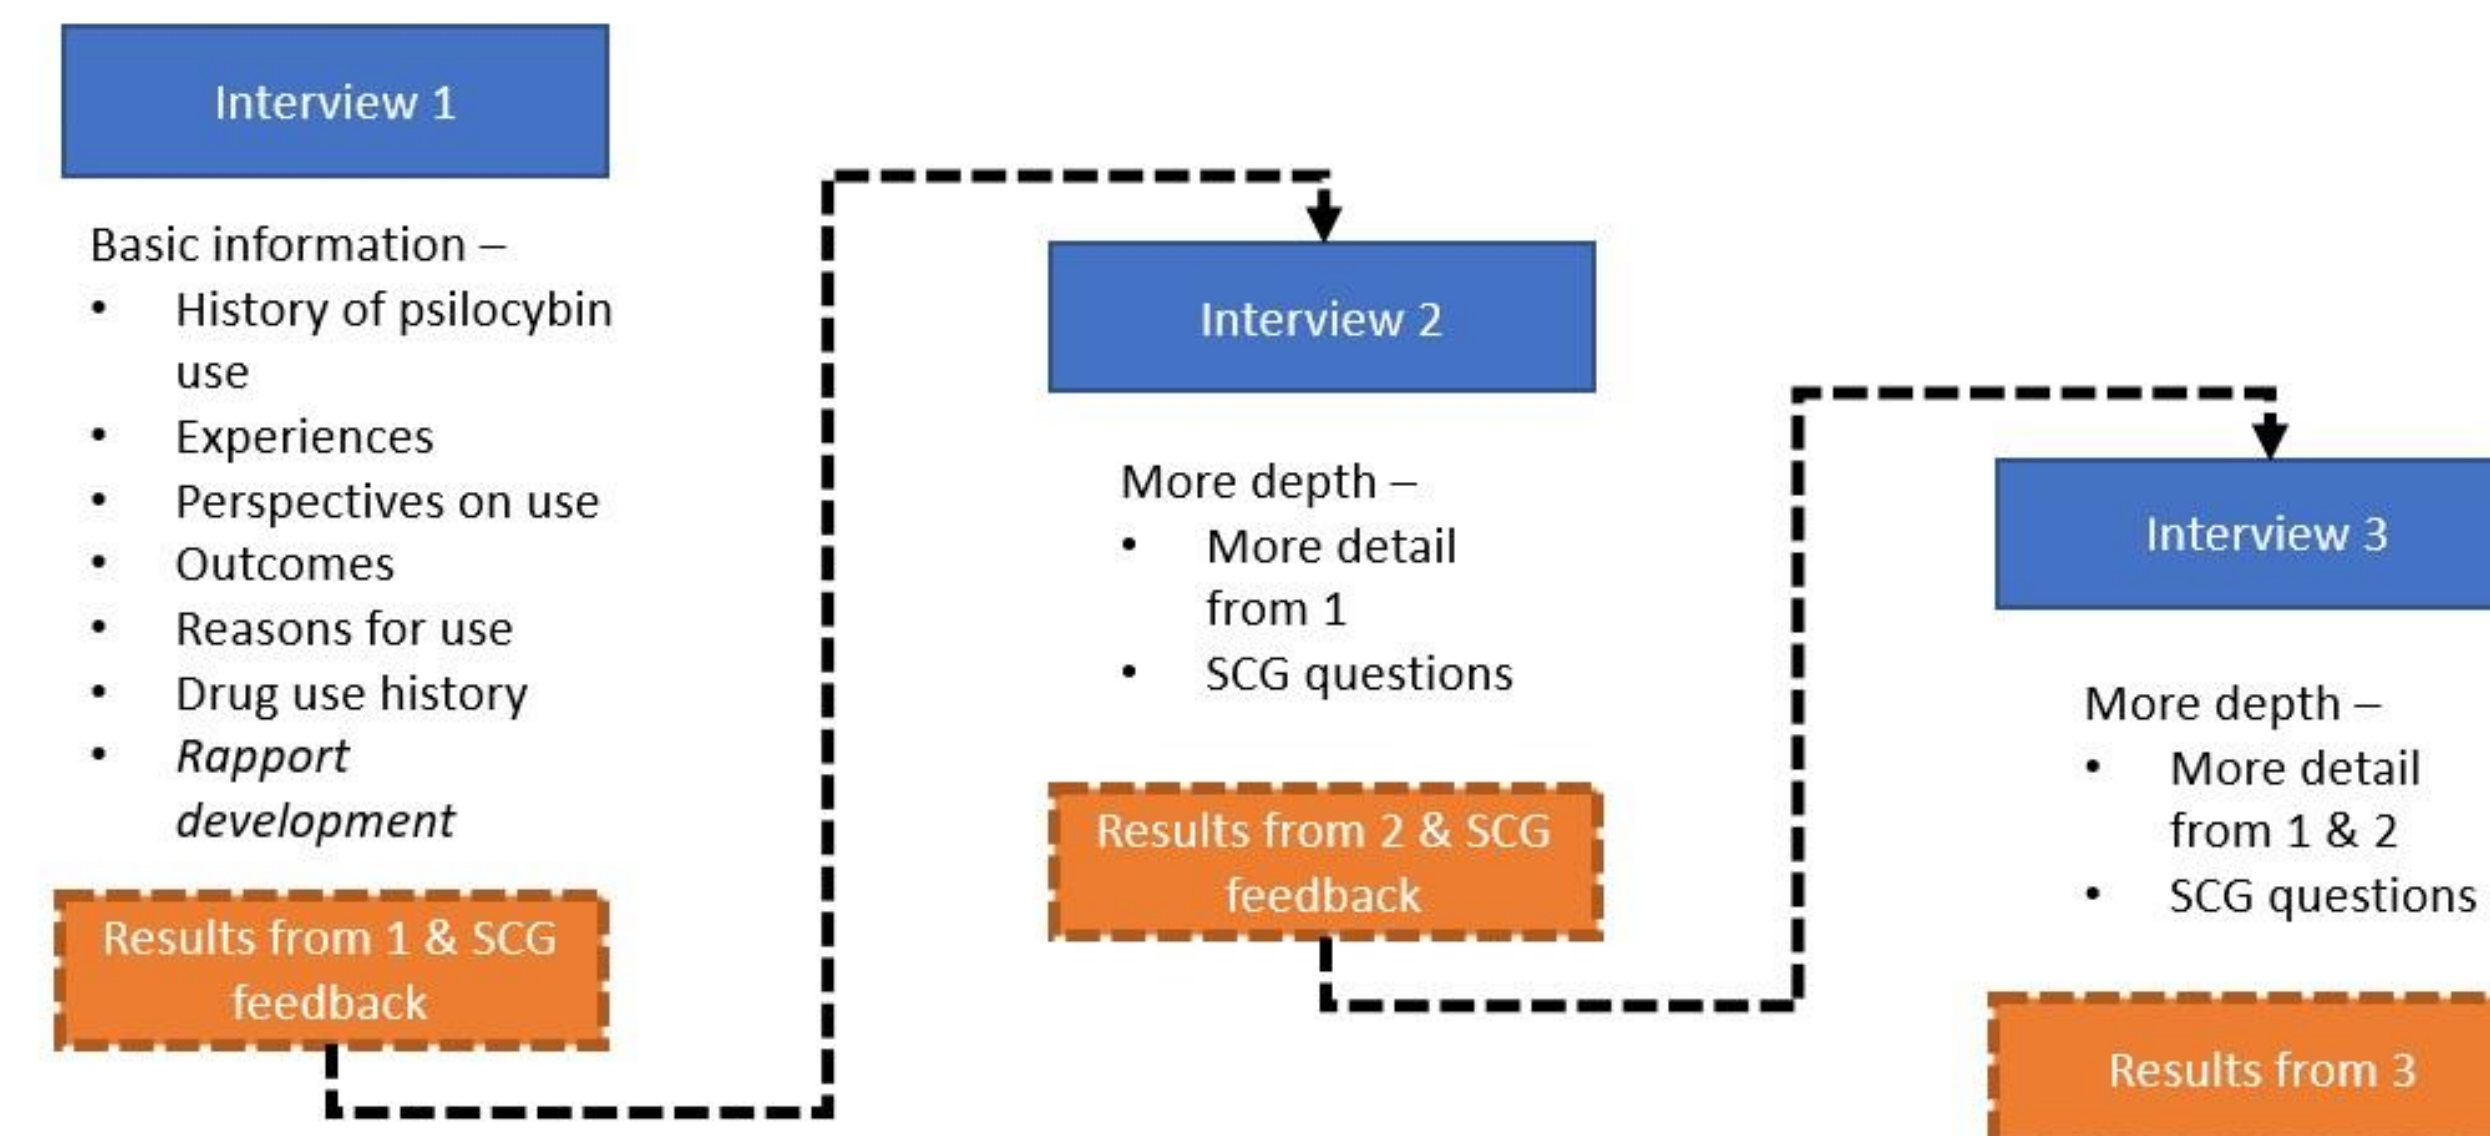 Interview 1
Basic information –
• History of psilocybin
use
• Experiences
• Perspectives on use
• Outcomes
• Reasons for use
• Drug use history
• Rapport
development
Results from 1 & SCG
feedback
Interview 2
More depth –
• More detail
from 1
• SCG questions
Results from 2 & SCG
feedback
Interview 3
More depth –
• More detail
from 1 & 2
• SCG questions
Results from 3